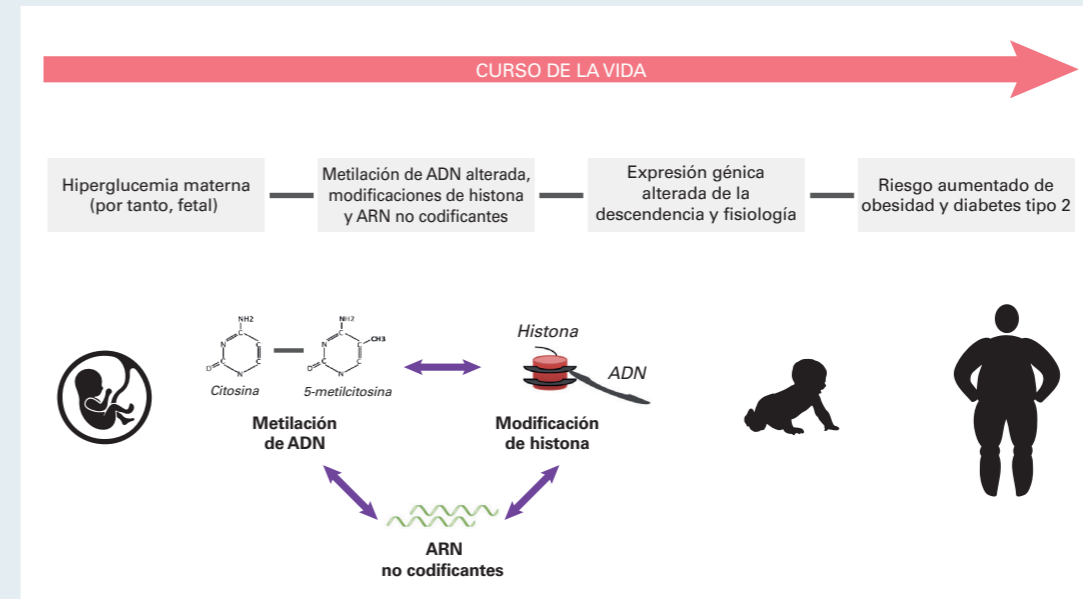 CURSO DE LA VIDA
Hiperglucemia materna
(por tanto, fetal)
Metilación de ADN alterada,
modificaciones de histona
y ARN no codificantes
Expresión génica
alterada de la
descendencia y fisiología
Riesgo aumentado de
obesidad y diabetes tipo 2
NH2
N
C
C
C
C
O
N
Citosina
NH2
N
C
C
CH3
C
C
O
N
5-metilcitosina
Metilación
de ADN
Histona
ADN
Modificación
de histona
ARN
no codificantes